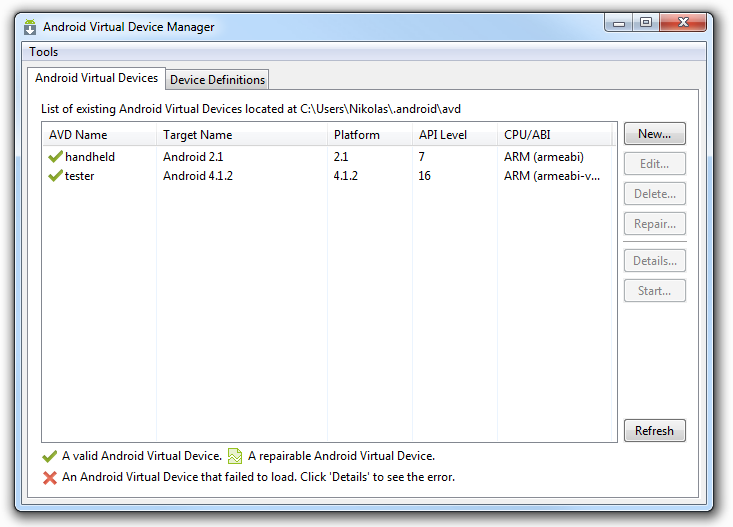 Android Virtual Device Manager
Tools
Android Virtual Devices Device Definitions
List of existing Android Virtual Devices located at C:\Users\Nikolas\.android\avd
AVD Name Target Name Platform API Level CPU/ABI
handheld Android 2.1 2.1 7 ARM (armeabi)
tester Android 4.1.2 4.1.2 16 ARM (armeabi-v...
New...
Edit...
Delete...
Repair...
Details...
Start...
Refresh
A valid Android Virtual Device. A repairable Android Virtual Device.
An Android Virtual Device that failed to load. Click 'Details' to see the error.